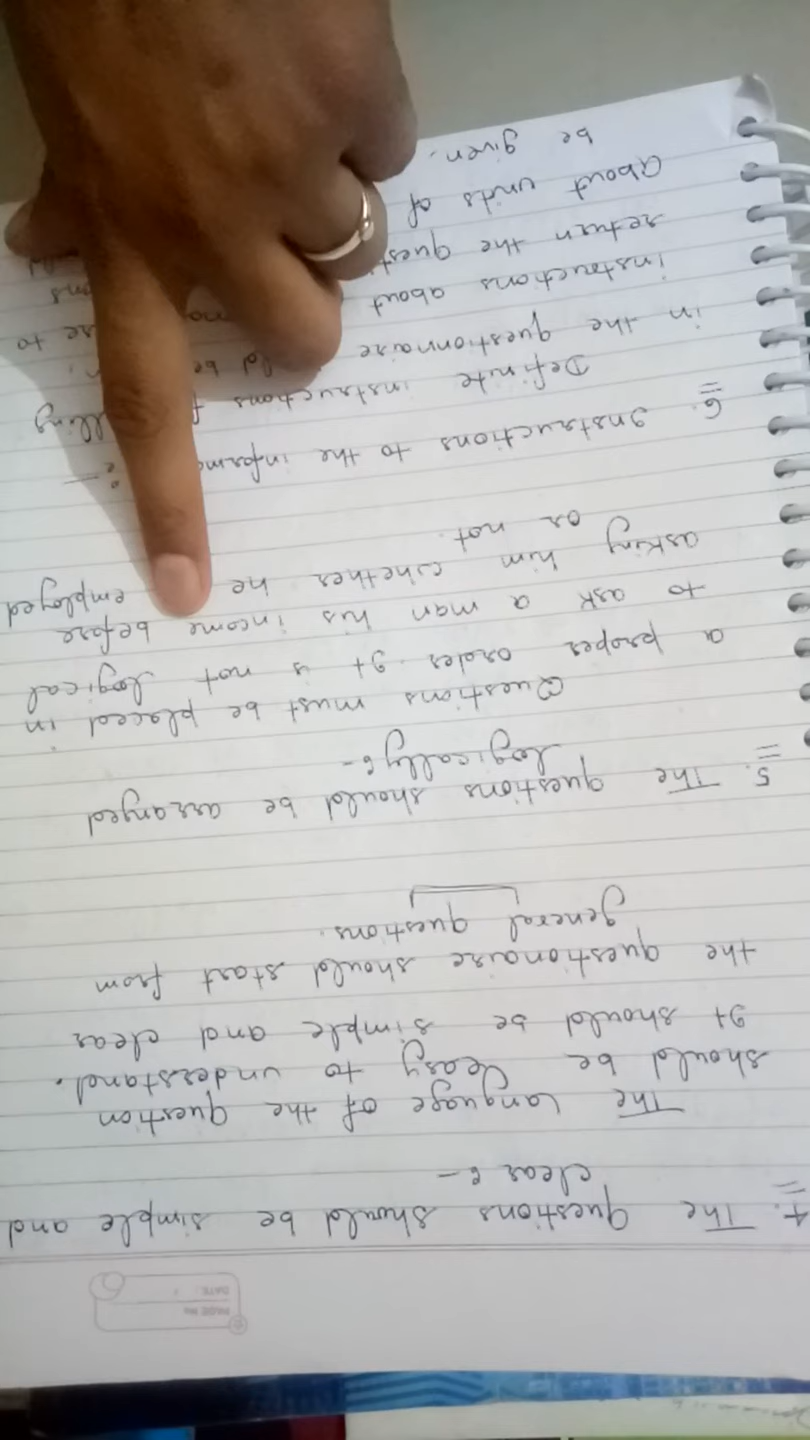 PAGE No.
DATE
4. The questions should be simple and
clear :-
The language of the question
should be easy to understand.
It should be simple and clear
the questionaire should start from
general questions.
5. The questions should be arranged
logically :-
Questions must be placed in
a proper order. It is not logical
to ask a man his income before
asking him whether he employed
or not.
6. Instructions to the
Definite instructions
in the questionnaire
instructions about
return the
about units of
be given.